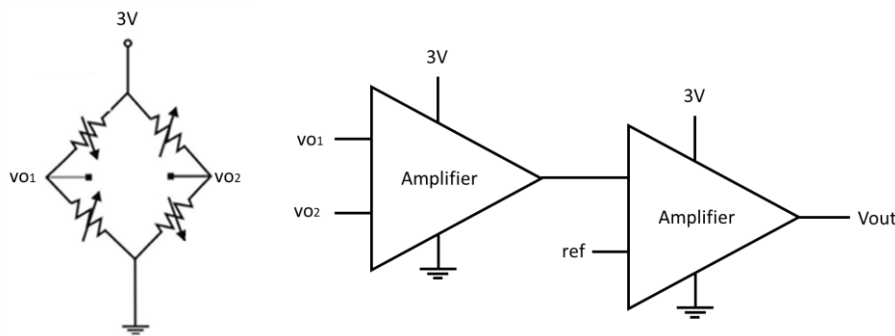 3V
vo1
vo2
3V
vo1
vo2
Amplifier
3V
Amplifier
ref
Vout